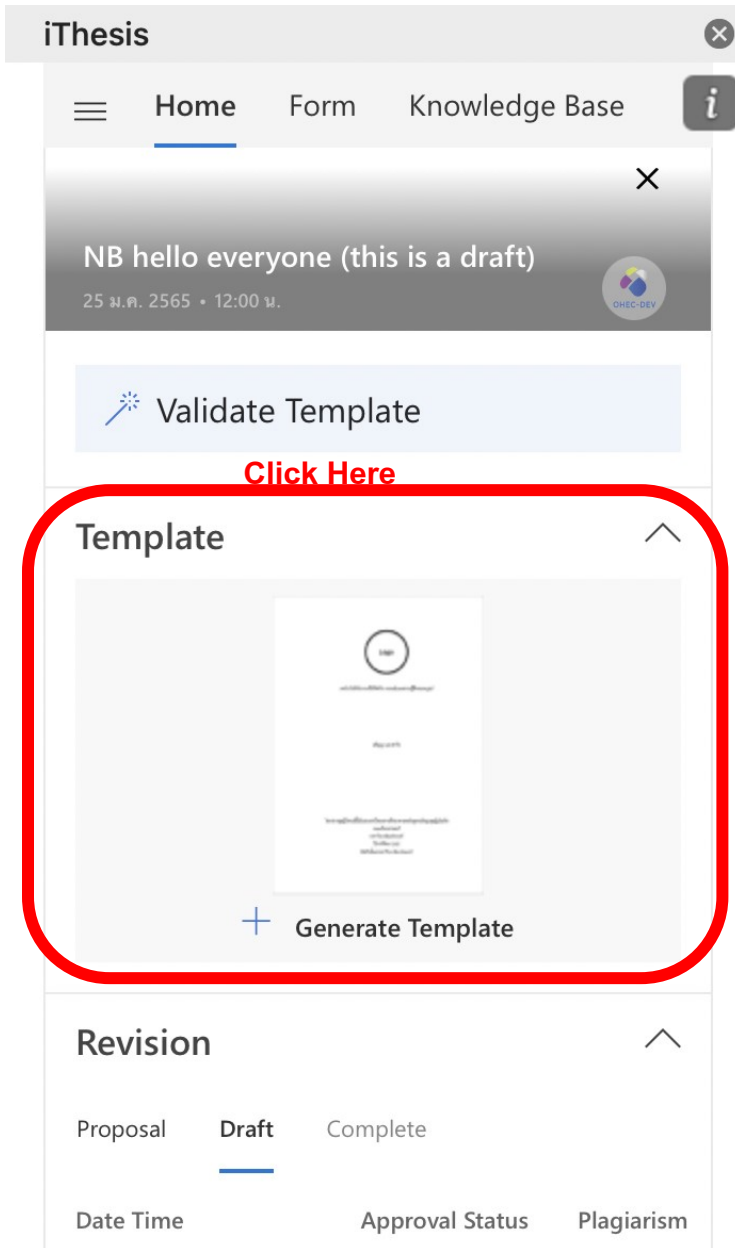 iThesis
Home Form Knowledge Base
i
NB hello everyone (this is a draft)
25 ม.ค. 2565 • 12:00 น.
OHEC-DEV
Validate Template
Click Here
Template
Generate Template
Revision
Proposal Draft Complete
Date Time Approval Status Plagiarism